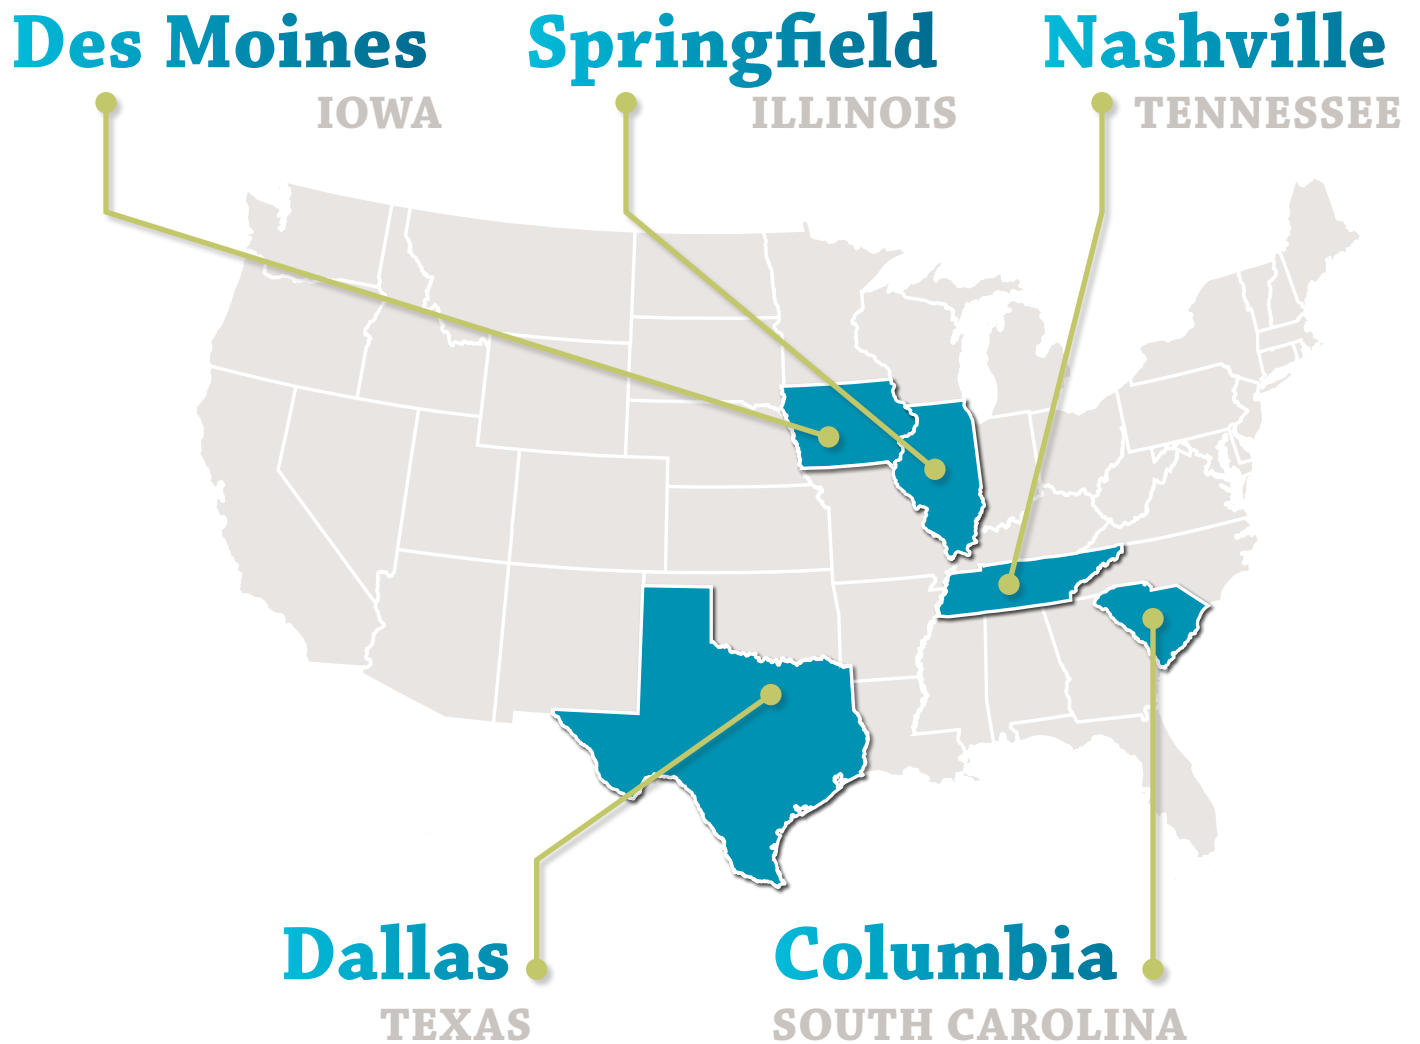 Des Moines
IOWA
Springfield
ILLINOIS
Nashville
TENNESSEE
Dallas
TEXAS
Columbia
SOUTH CAROLINA